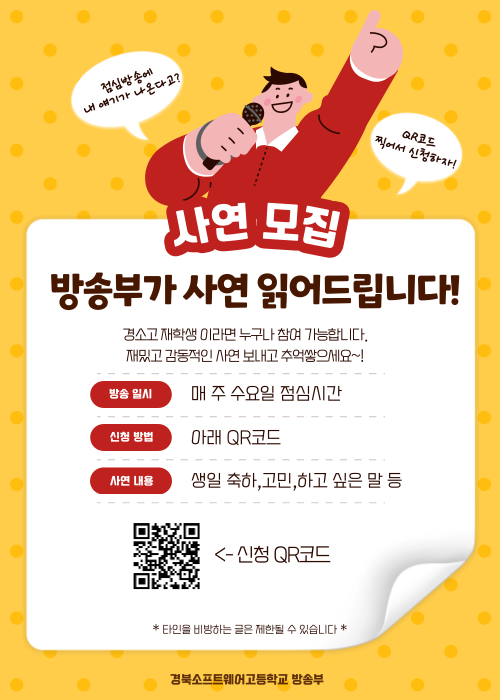 점심방송에
내 얘기가 나온다고?
QR코드
찍어서 신청하자!
사연 모집
방송부가 사연 읽어드립니다!
경소고 재학생 이라면 누구나 참여 가능합니다.
재밌고 감동적인 사연 보내고 추억쌓으세요~!
방송 일시 매 주 수요일 점심시간
신청 방법 아래 QR코드
사연 내용 생일 축하,고민,하고 싶은 말 등
<- 신청 QR코드
* 타인을 비방하는 글은 제한될 수 있습니다 *
경북소프트웨어고등학교 방송부